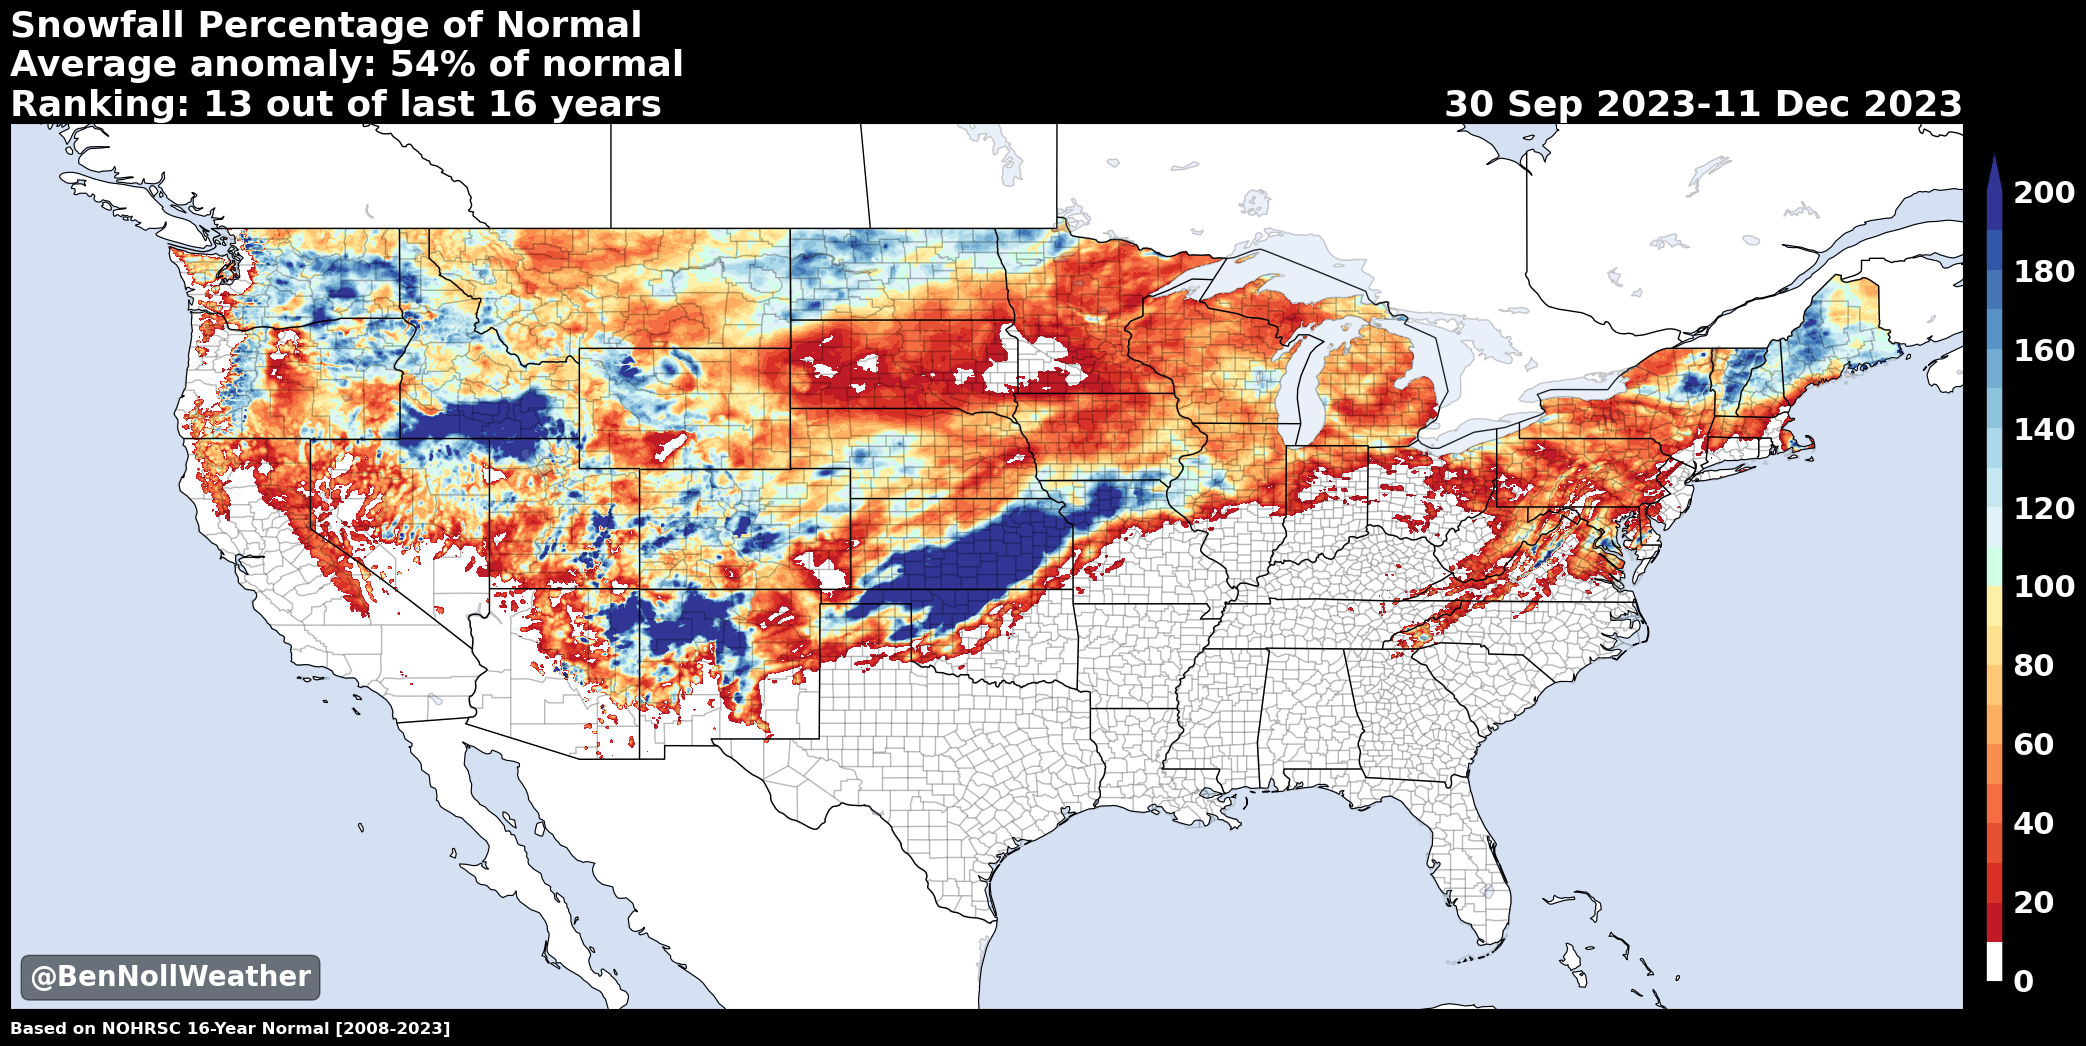 Snowfall Percentage of Normal
Average anomaly: 54% of normal
Ranking: 13 out of last 16 years
30 Sep 2023-11 Dec 2023
200
180
160
140
120
100
80
60
40
20
0
@BenNollWeather
Based on NOHRSC 16-Year Normal [2008-2023]